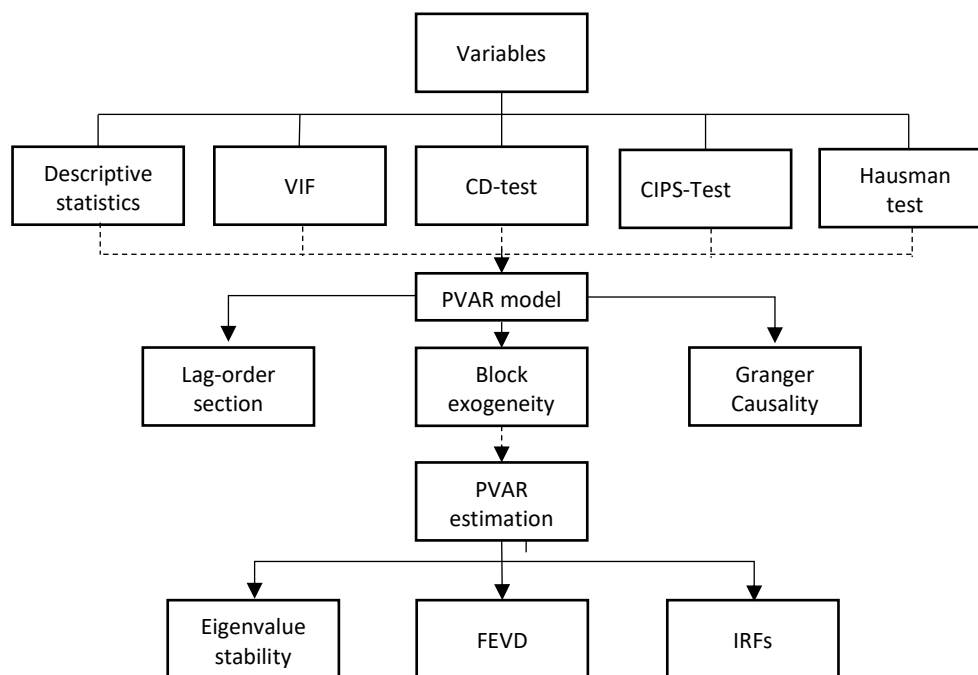 Variables
Descriptive
statistics
VIF
CD-test
CIPS-Test
Hausman
test
PVAR model
Lag-order
section
Block
exogeneity
Granger
Causality
PVAR
estimation
Eigenvalue
stability
FEVD
IRFs